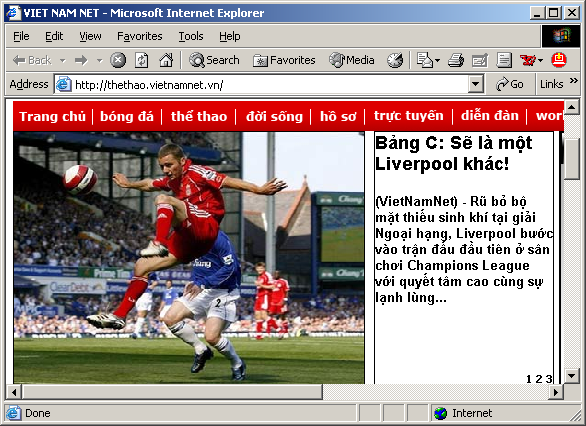 VIET NAM NET - Microsoft Internet Explorer
File Edit View Favorites Tools Help
Back Search Favorites Media
Address http://thethao.vietnamnet.vn/ Go Links »
Trang chủ bóng đá thể thao đời sống hồ sơ trực tuyến diễn đàn wor
Bảng C: Sẽ là một
Liverpool khác!
(VietNamNet) - Rũ bỏ bộ
mặt thiếu sinh khí tại giải
Ngoại hạng, Liverpool bước
vào trận đấu đầu tiên ở sân
chơi Champions League
với quyết tâm cao cùng sự
lạnh lùng...
Prime Time
ClearDebt
2
1 2 3
Done Internet